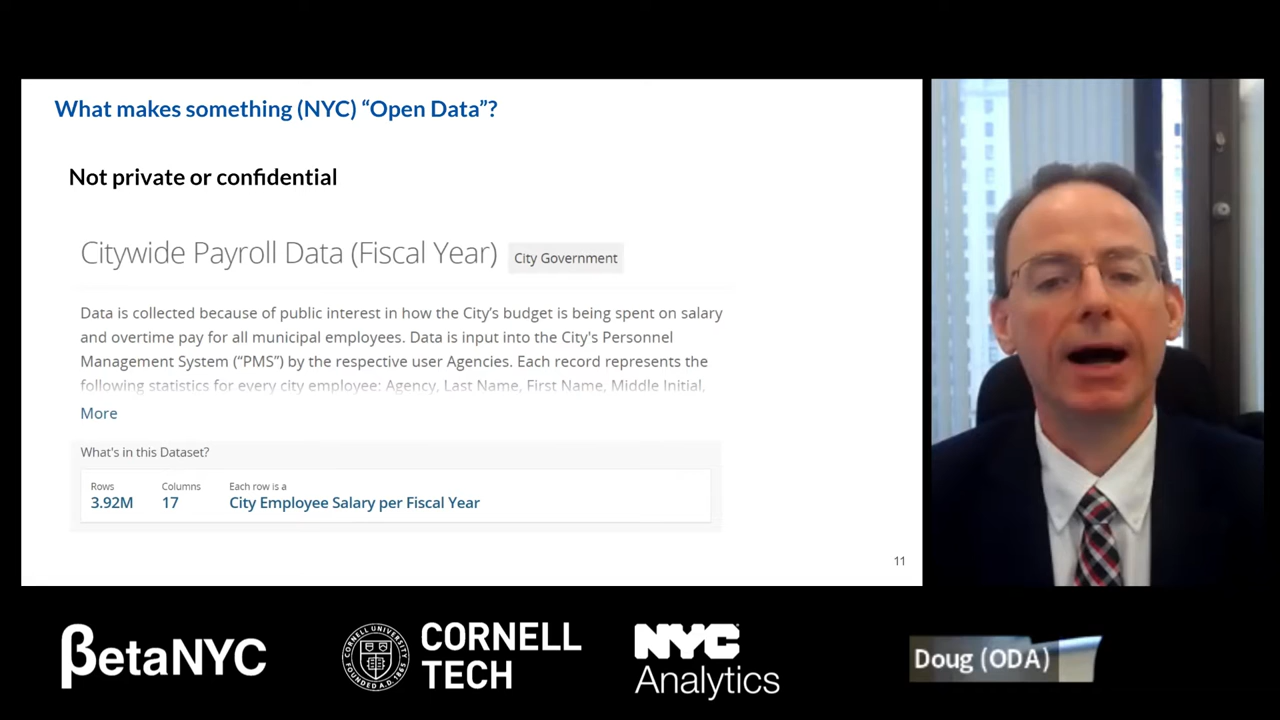 What makes something (NYC) “Open Data”?
Not private or confidential
Citywide Payroll Data (Fiscal Year) City Government
Data is collected because of public interest in how the City's budget is being spent on salary
and overtime pay for all municipal employees. Data is input into the City's Personnel
Management System (“PMS”) by the respective user Agencies. Each record represents the
following statistics for every city employee: Agency, Last Name, First Name, Middle Initial,
More
What's in this Dataset?
Rows Columns Each row is a
3.92M 17 City Employee Salary per Fiscal Year
11
βetaNYC
CORNELL UNIVERSITY
FOUNDED A.D. 1865
CORNELL
TECH
NYC
Analytics
Doug (ODA)